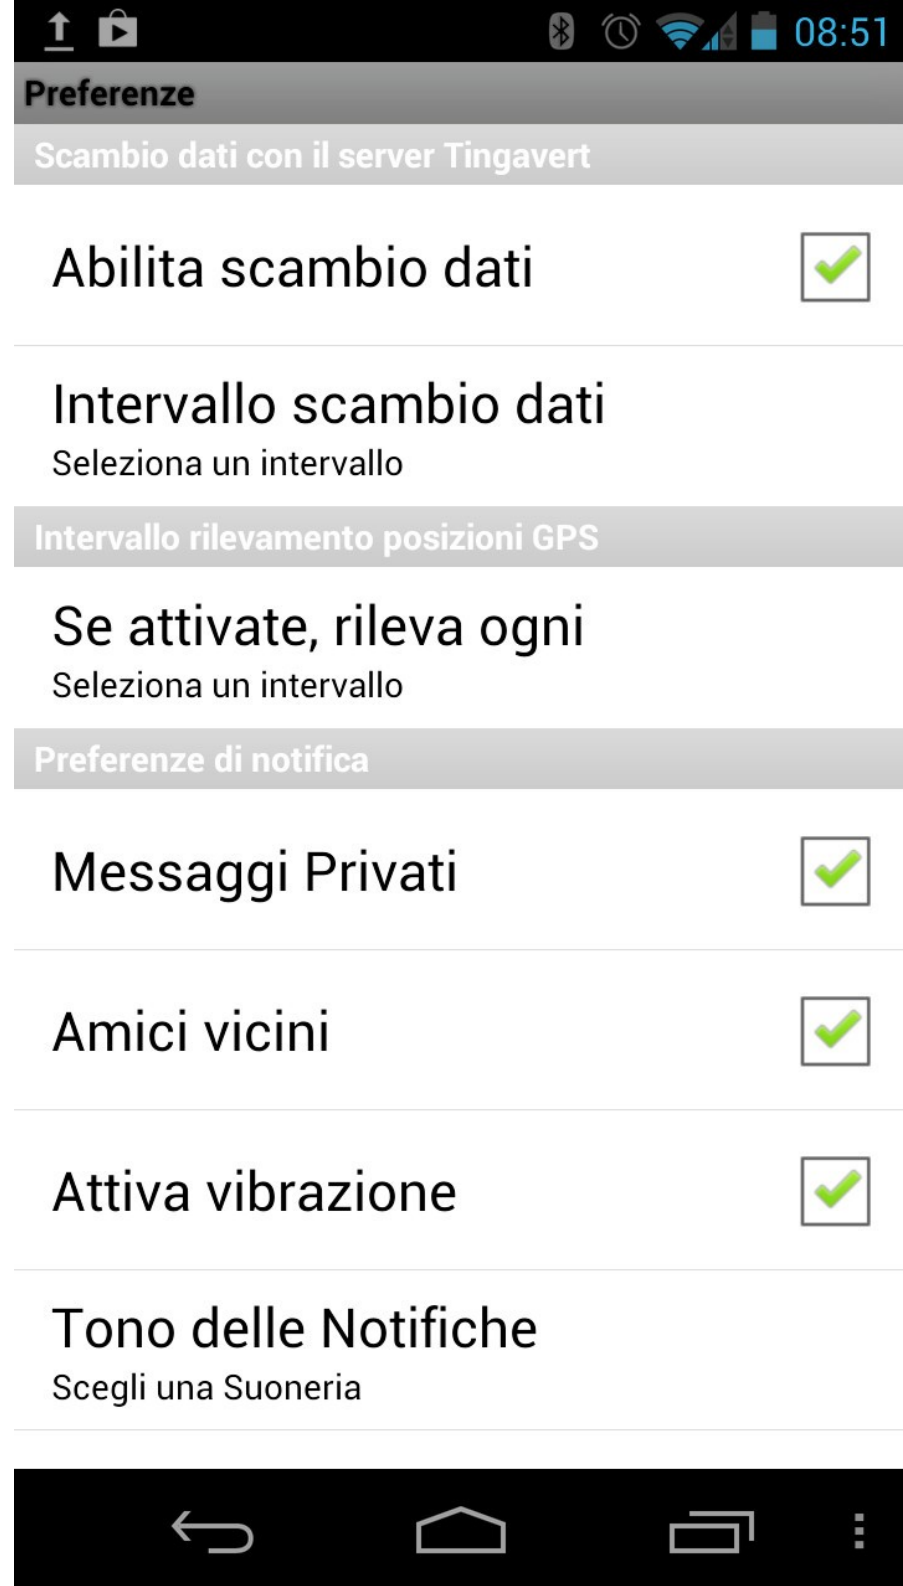 08:51
Preferenze
Scambio dati con il server Tingavert
Abilita scambio dati
Intervallo scambio dati
Seleziona un intervallo
Intervallo rilevamento posizioni GPS
Se attivate, rileva ogni
Seleziona un intervallo
Preferenze di notifica
Messaggi Privati
Amici vicini
Attiva vibrazione
Tono delle Notifiche
Scegli una Suoneria